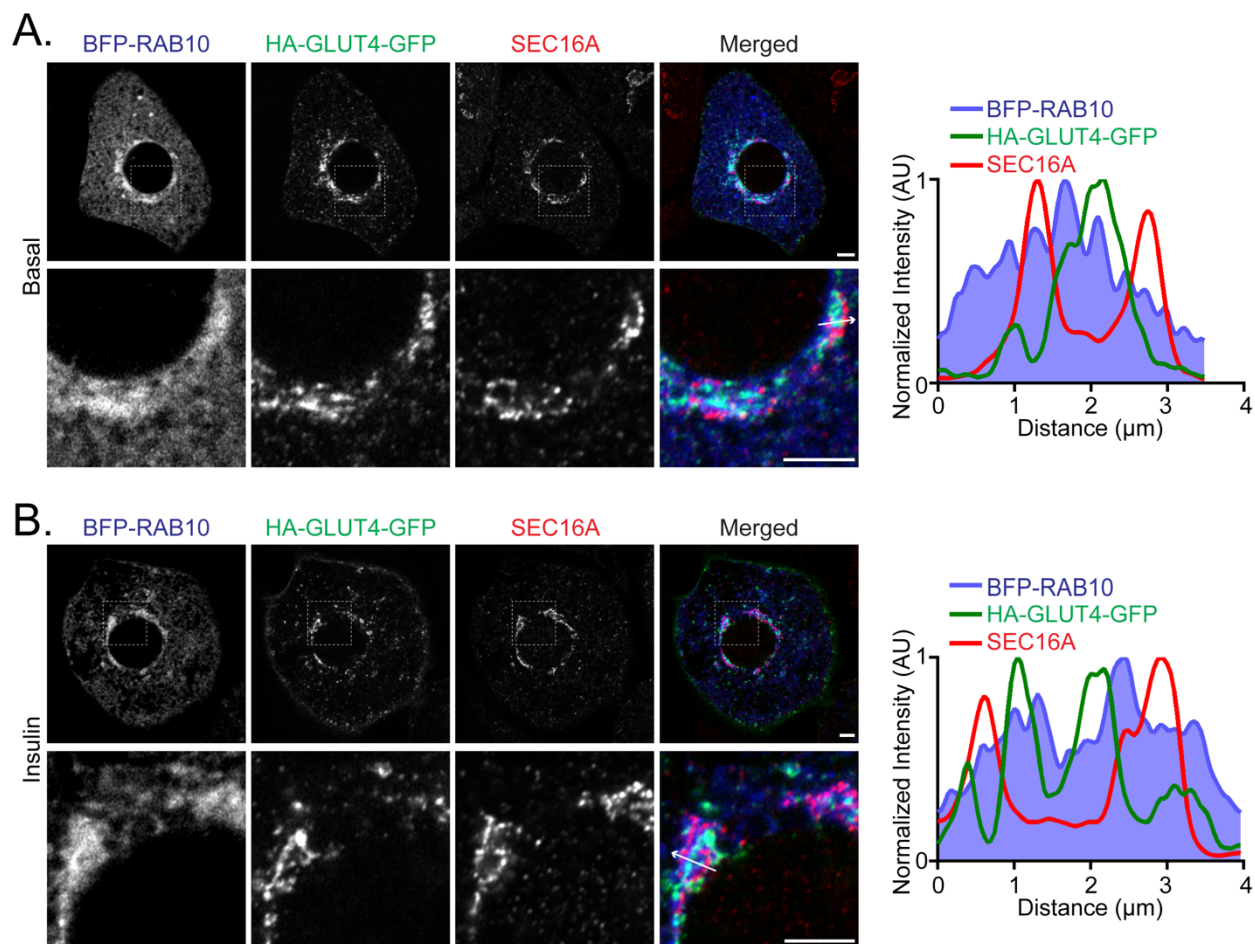 A.
BFP-RAB10 HA-GLUT4-GFP SEC16A Merged
Basal
BFP-RAB10
HA-GLUT4-GFP
SEC16A
Normalized Intensity (AU)
1
0
0 1 2 3 4
Distance (µm)
B.
BFP-RAB10 HA-GLUT4-GFP SEC16A Merged
Insulin
BFP-RAB10
HA-GLUT4-GFP
SEC16A
Normalized Intensity (AU)
1
0
0 1 2 3 4
Distance (µm)